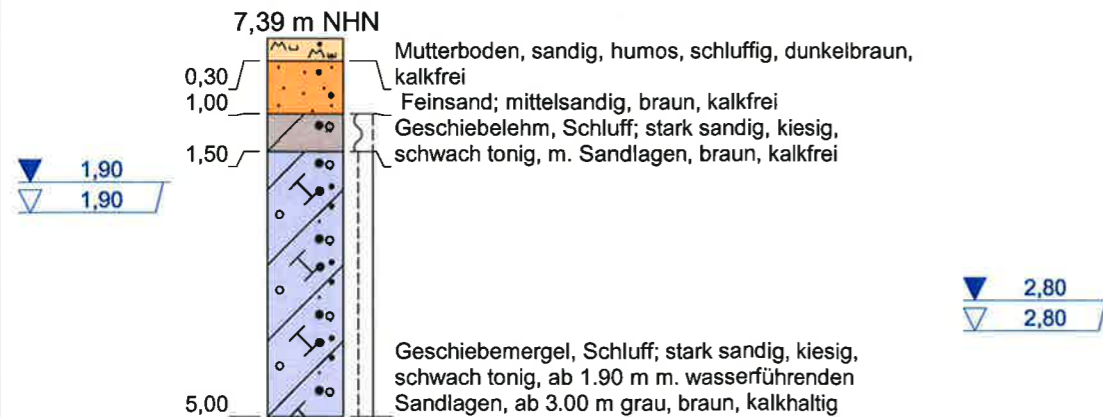 7,39 m NHN
Mutterboden, sandig, humos, schluffig, dunkelbraun,
kalkfrei
0,30
1,00
Feinsand; mittelsandig, braun, kalkfrei
Geschiebelehm, Schluff; stark sandig, kiesig,
schwach tonig, m. Sandlagen, braun, kalkfrei
1,50
1,90
1,90
2,80
2,80
Geschiebemergel, Schluff; stark sandig, kiesig,
schwach tonig, ab 1.90 m m. wasserführenden
Sandlagen, ab 3.00 m grau, braun, kalkhaltig
5,00